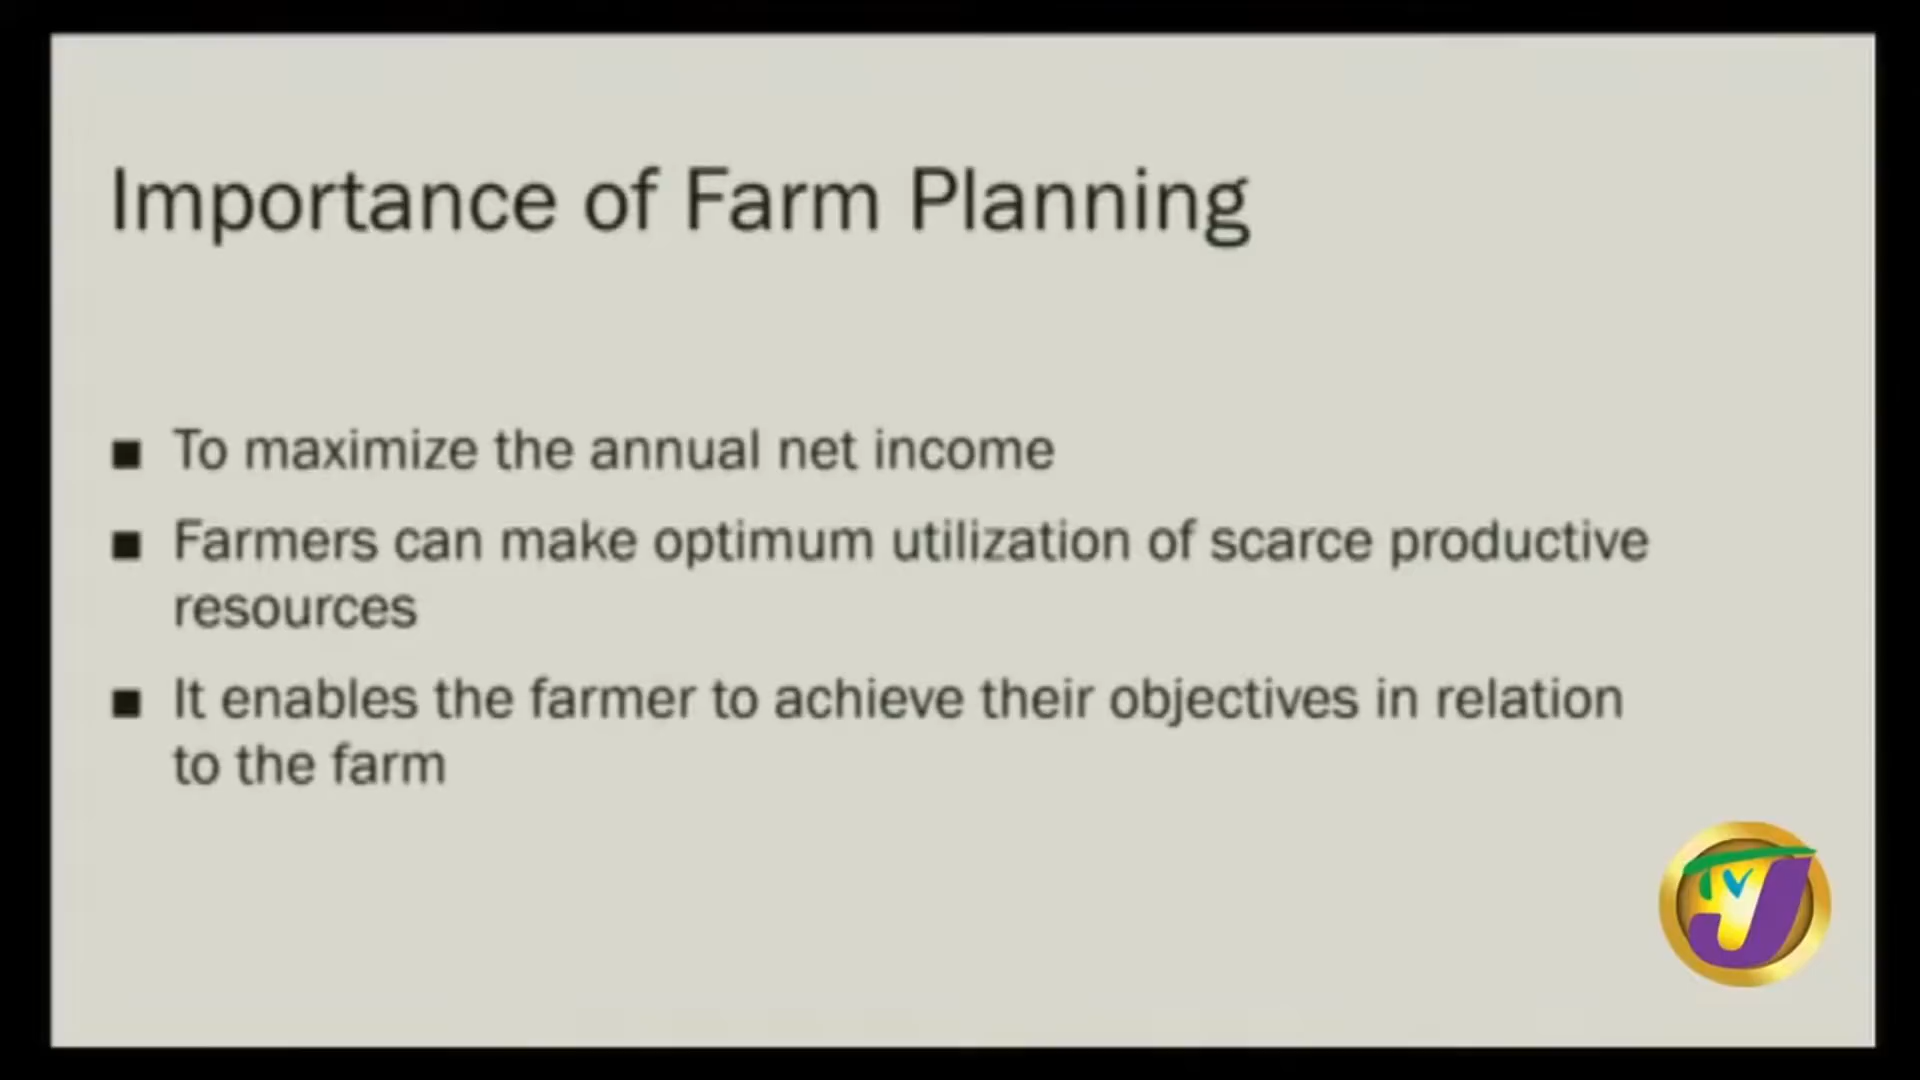 Importance of Farm Planning
■ To maximize the annual net income
■ Farmers can make optimum utilization of scarce productive
resources
■ It enables the farmer to achieve their objectives in relation
to the farm
TVJ